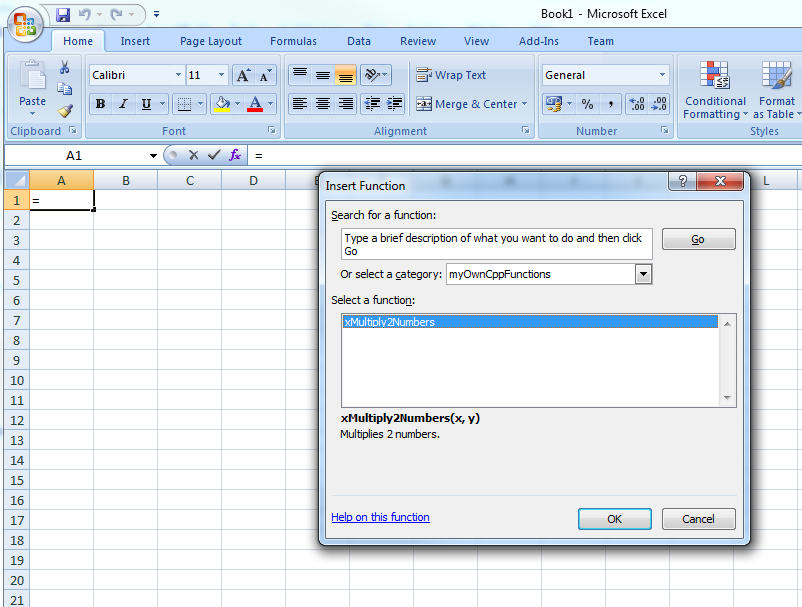 Book1 - Microsoft Excel
Home Insert Page Layout Formulas Data Review View Add-Ins Team
Calibri 11 A A Wrap Text General
Paste B I U A Merge & Center % , .0 .00 .00 .0 Conditional Formatting Format as Table
Clipboard Font Alignment Number Styles
A1 fx =
A B C D E L
1 =
2
3
4
5
6
7
8
9
10
11
12
13
14
15
16
17
18
19
20
21
Insert Function ?
Search for a function:
Type a brief description of what you want to do and then click
Go
Go
Or select a category: myOwnCppFunctions
Select a function:
xMultiply2Numbers
xMultiply2Numbers(x, y)
Multiplies 2 numbers.
Help on this function OK Cancel